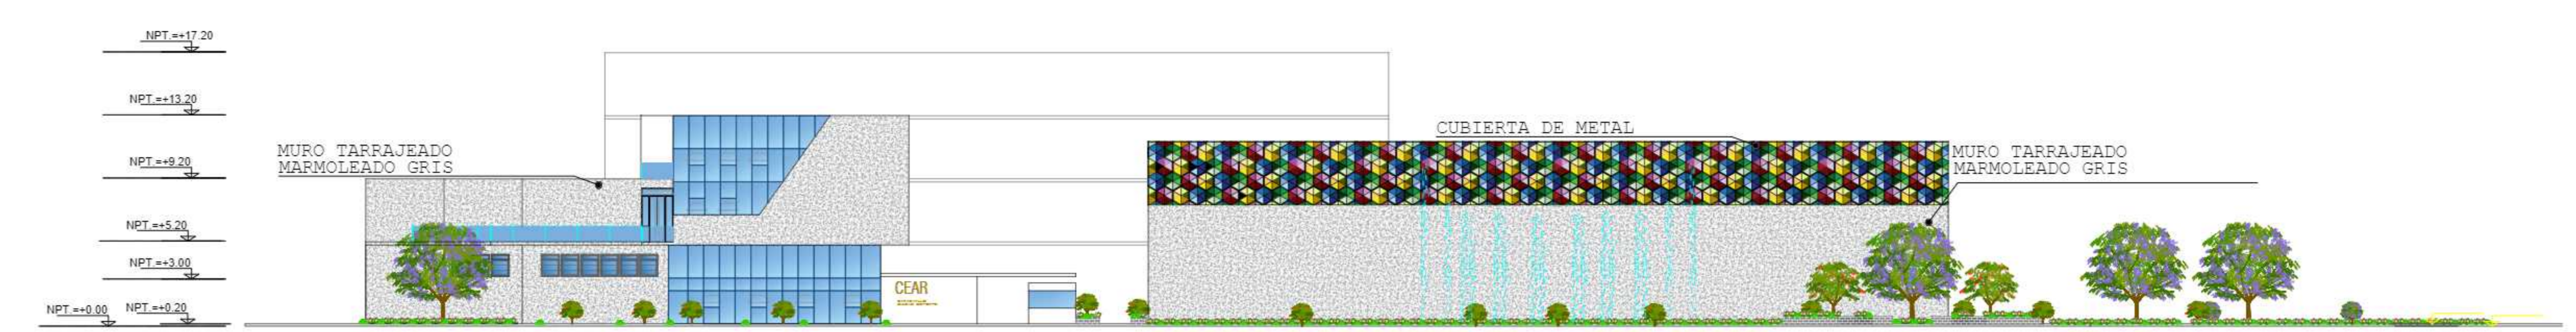 NPT.=+17.20
NPT.=+13.20
NPT.=+9.20
NPT.=+5.20
NPT.=+3.00
NPT.=+0.00
NPT.=+0.20
MURO TARRAJEADO
MARMOLEADO GRIS
CEAR
CUBIERTA DE METAL
MURO TARRAJEADO
MARMOLEADO GRIS